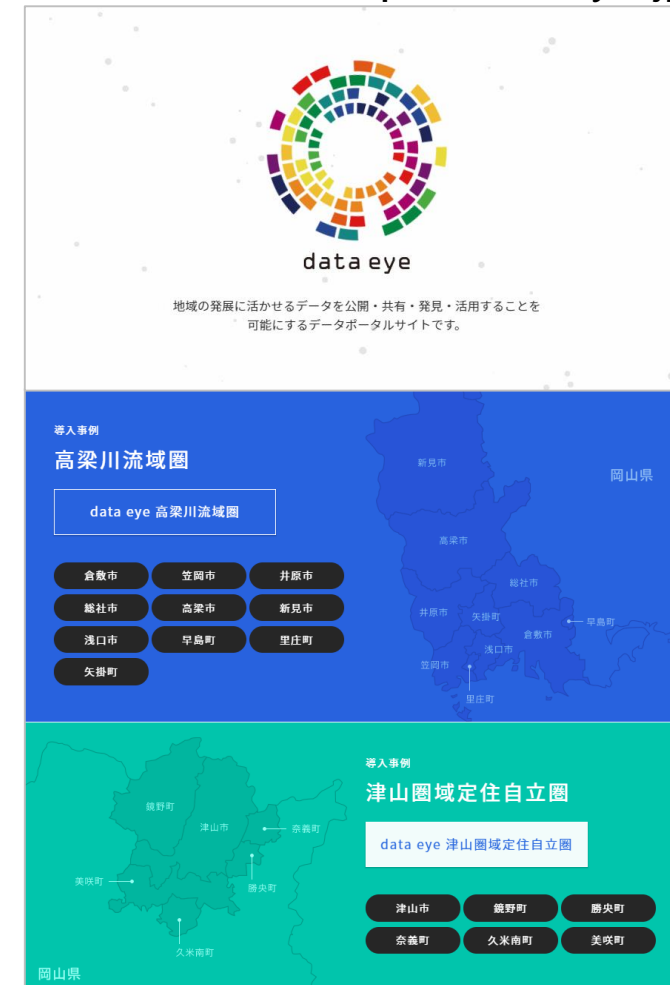 data eye
地域の発展に活かせるデータを公開・共有・発見・活用することを
可能にするデータポータルサイトです。
導入事例
高梁川流域圏
data eye 高梁川流域圏
倉敷市 笠岡市 井原市
総社市 高梁市 新見市
浅口市 早島町 里庄町
矢掛町
新見市
岡山県
高梁市
総社市
井原市
矢掛町
早島町
倉敷市
浅口市
笠岡市
里庄町
導入事例
津山圏域定住自立圏
data eye 津山圏域定住自立圏
津山市 鏡野町 勝央町
奈義町 久米南町 美咲町
鏡野町
津山市
奈義町
美咲町
勝央町
久米南町
岡山県